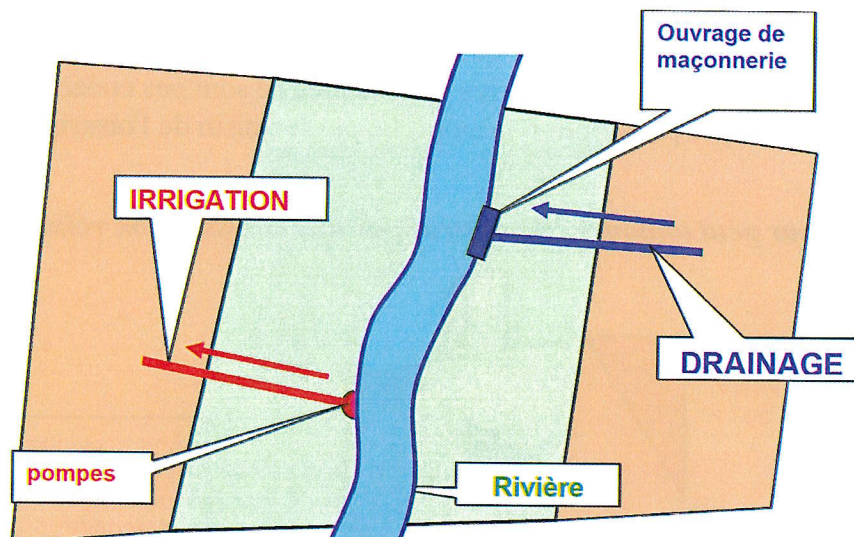 Ouvrage de
maçonnerie
IRRIGATION
DRAINAGE
pompes
Rivière